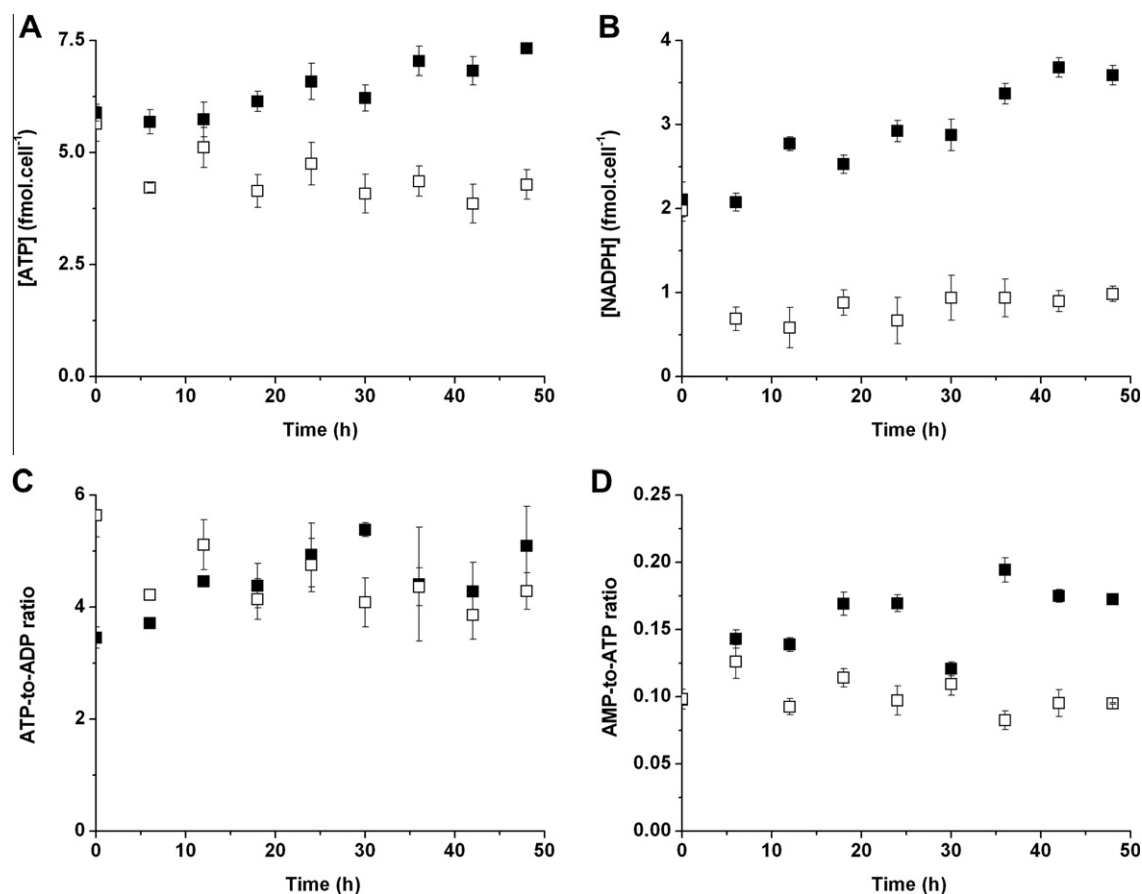 A
[ATP] (fmol.cell⁻¹)
7.5
5.0
2.5
0.0
0 10 20 30 40 50
Time (h)
B
[NADPH] (fmol.cell⁻¹)
4
3
2
1
0
0 10 20 30 40 50
Time (h)
C
ATP-to-ADP ratio
6
4
2
0
0 10 20 30 40 50
Time (h)
D
AMP-to-ATP ratio
0.25
0.20
0.15
0.10
0.05
0.00
0 10 20 30 40 50
Time (h)